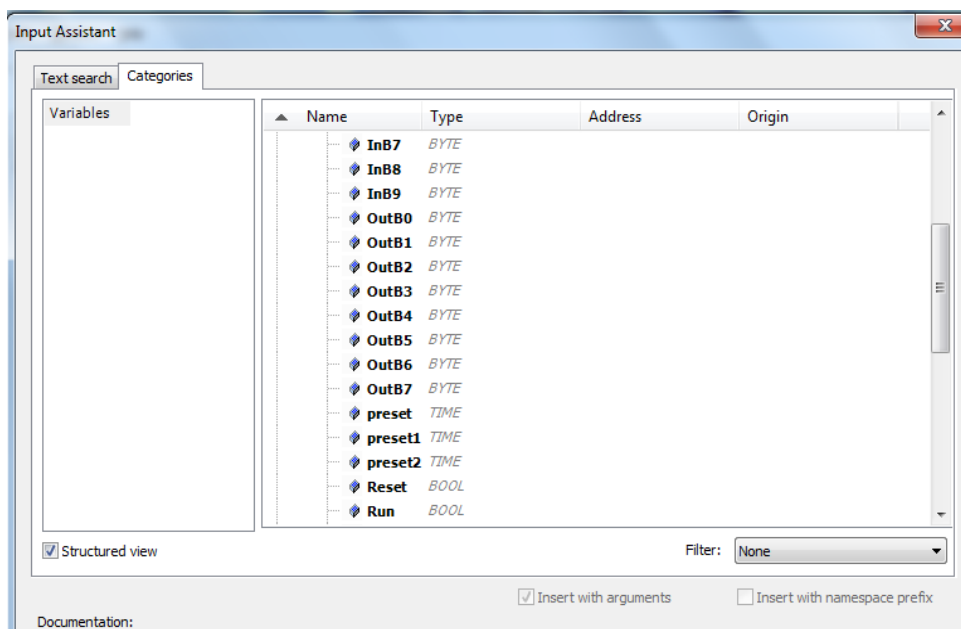 Input Assistant
Text search Categories
Variables
Name Type Address Origin
InB7 BYTE
InB8 BYTE
InB9 BYTE
OutB0 BYTE
OutB1 BYTE
OutB2 BYTE
OutB3 BYTE
OutB4 BYTE
OutB5 BYTE
OutB6 BYTE
OutB7 BYTE
preset TIME
preset1 TIME
preset2 TIME
Reset BOOL
Run BOOL
Structured view
Filter: None
Insert with arguments Insert with namespace prefix
Documentation: